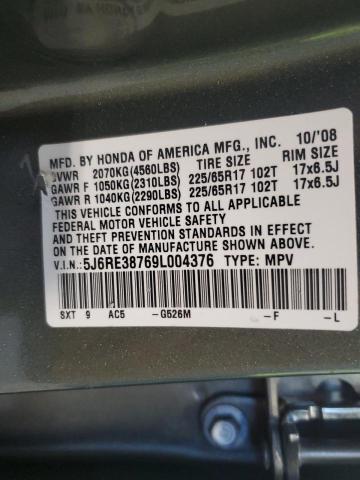 MFD. BY HONDA OF AMERICA MFG., INC. 10/'08
GVWR 2070KG(4560LBS) TIRE SIZE RIM SIZE
GAWR F 1050KG(2310LBS) 225/65R17 102T 17x6.5J
GAWR R 1040KG(2290LBS) 225/65R17 102T 17x6.5J
THIS VEHICLE CONFORMS TO ALL APPLICABLE
FEDERAL MOTOR VEHICLE SAFETY
STANDARDS IN EFFECT ON THE DATE
OF MANUFACTURE SHOWN ABOVE.
V.I.N.: 5J6RE38769L004376 TYPE: MPV
SXT 9 AC5 -G526M -F -L